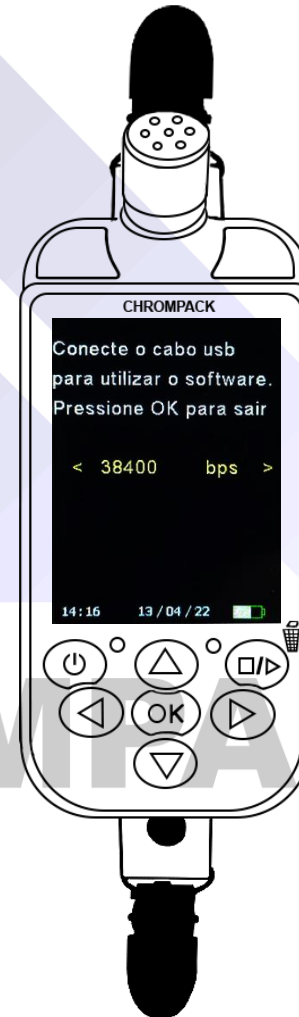 CHROMPACK
Conecte o cabo usb
para utilizar o software.
Pressione OK para sair
< 38400 bps >
14:16 13/04/22
OK
MPA